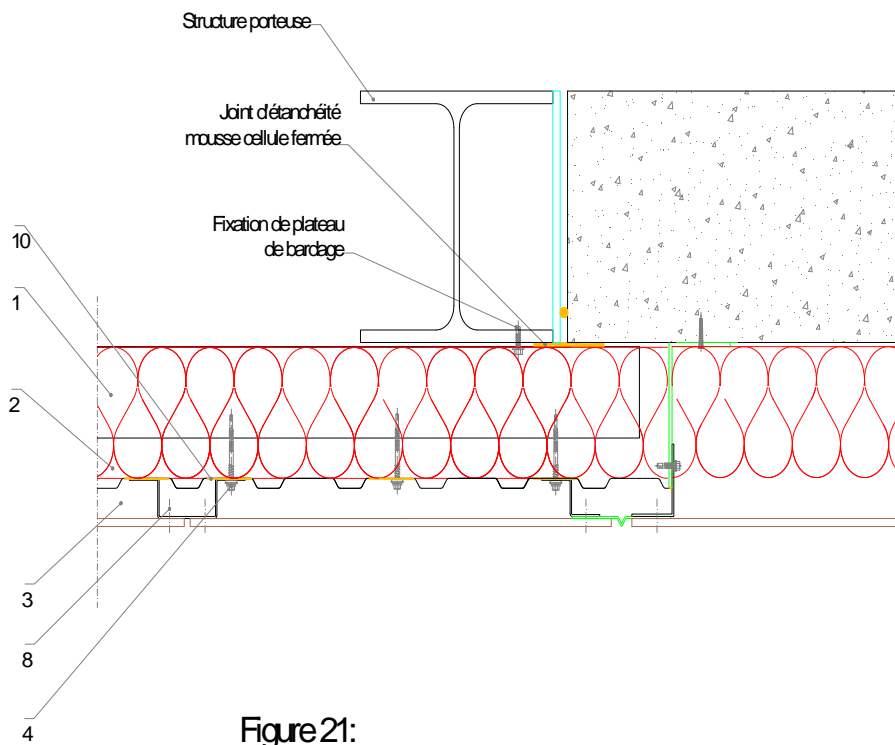 Structure porteuse
Joint d'étanchéité
mousse cellule fermée
Fixation de plateau
de bardage
10
1
2
3
8
4
Figure 21: